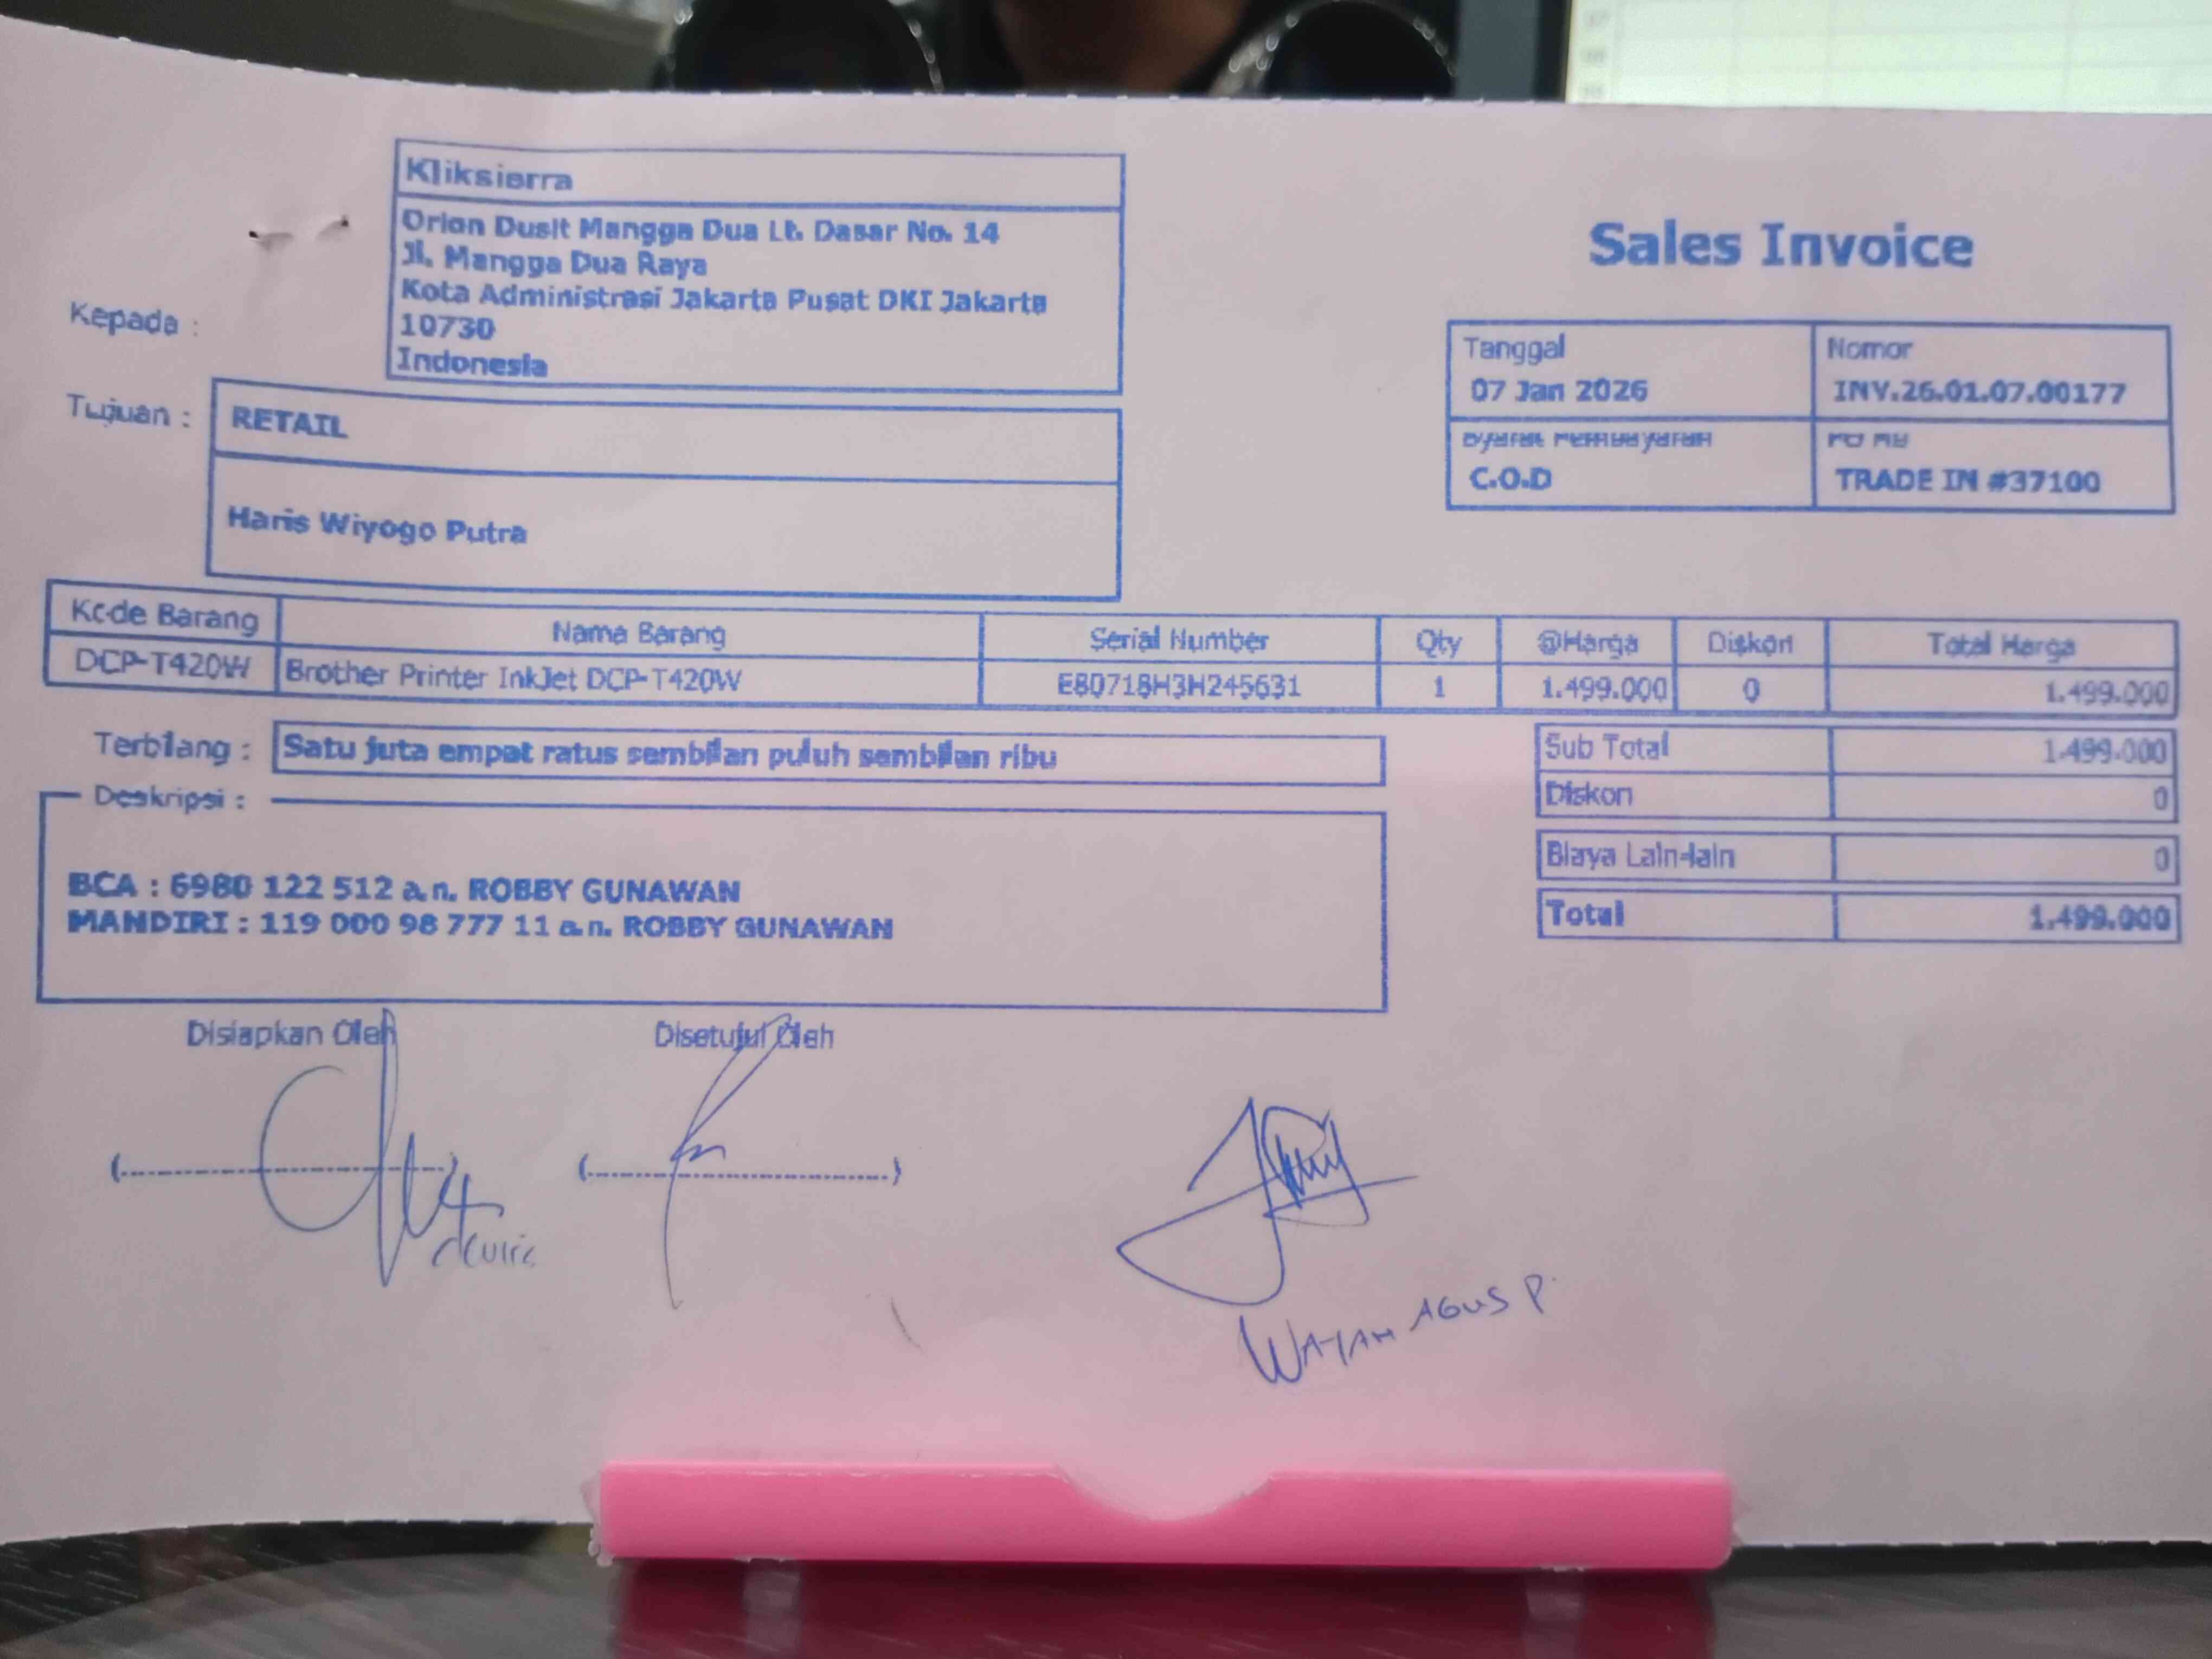 Kliksierra
Orion Dusit Mangga Dua Lt. Dasar No. 14
Jl. Mangga Dua Raya
Kota Administrasi Jakarta Pusat DKI Jakarta
10730
Indonesia
Kepada :
Sales Invoice
Tanggal
07 Jan 2026
Nomor
INV.26.01.07.00177
Syarat Pembayaran
C.O.D
TRADE IN #37100
Tujuan :
RETAIL
Haris Wiyogo Putra
Kode Barang Nama Barang Serial Number Qty @Harga Diskon Total Harga
DCP-T420W Brother Printer InkJet DCP-T420W E80718H3H245631 1 1.499.000 0 1.499.000
Terbilang : Satu juta empat ratus sembilan puluh sembilan ribu
Sub Total 1.499.000
Diskon 0
Biaya Lain-lain 0
Total 1.499.000
Deskripsi :
BCA : 6980 122 512 a.n. ROBBY GUNAWAN
MANDIRI : 119 000 98 777 11 a.n. ROBBY GUNAWAN
Disiapkan Oleh
Disetujui Oleh
WAYAN AGUS P.